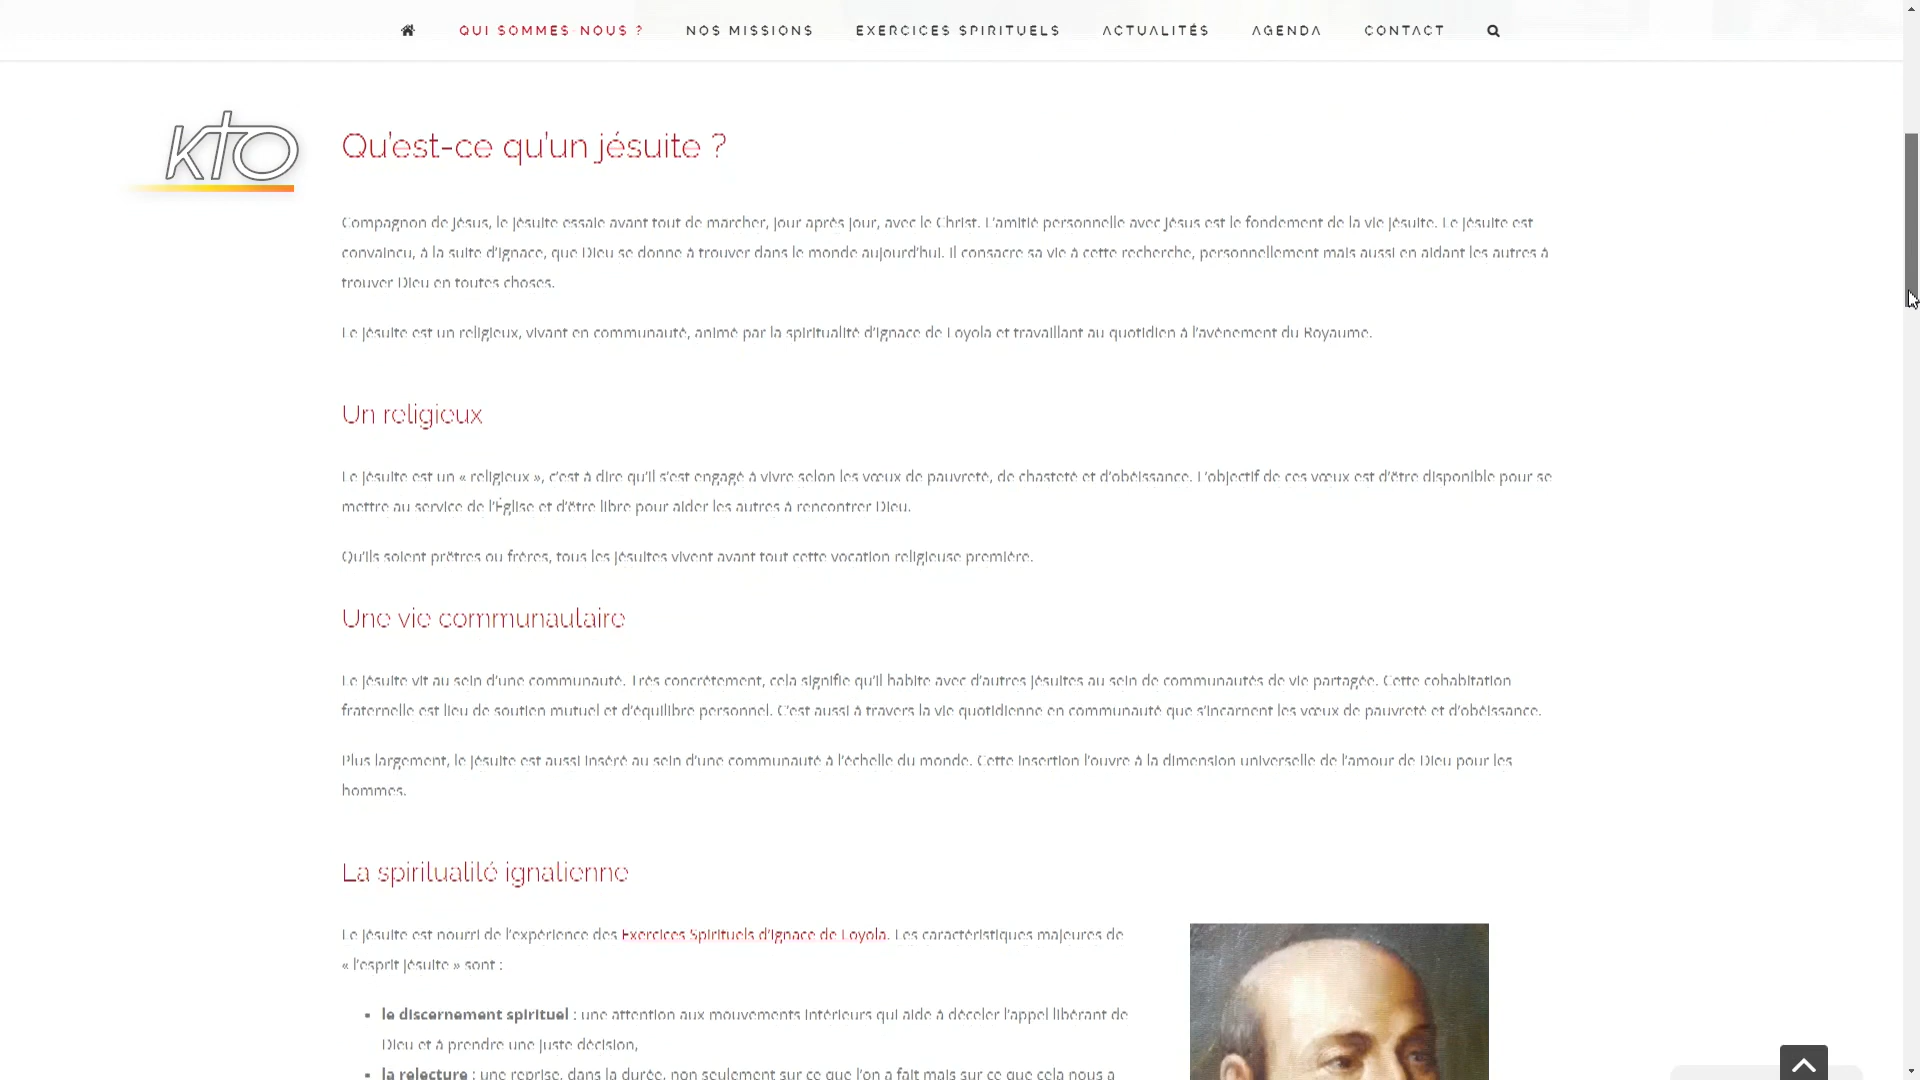 QUI SOMMES-NOUS ? NOS MISSIONS EXERCICES SPIRITUELS ACTUALITÉS AGENDA CONTACT
KTO
Qu'est-ce qu'un jésuite ?
Compagnon de Jésus, le jésuite essaie avant tout de marcher, jour après jour, avec le Christ. L'amitié personnelle avec Jésus est le fondement de la vie jésuite. Le jésuite est
convaincu, à la suite d'Ignace, que Dieu se donne à trouver dans le monde aujourd'hui. Il consacre sa vie à cette recherche, personnellement mais aussi en aidant les autres à
trouver Dieu en toutes choses.
Le jésuite est un religieux, vivant en communauté, animé par la spiritualité d'Ignace de Loyola et travaillant au quotidien à l'avènement du Royaume.
Un religieux
Le jésuite est un « religieux », c'est à dire qu'il s'est engagé à vivre selon les vœux de pauvreté, de chasteté et d'obéissance. L'objectif de ces vœux est d'être disponible pour se
mettre au service de l'Église et d'être libre pour aider les autres à rencontrer Dieu.
Qu'ils soient prêtres ou frères, tous les jésuites vivent avant tout cette vocation religieuse première.
Une vie communautaire
Le jésuite vit au sein d'une communauté. Très concrètement, cela signifie qu'il habite avec d'autres jésuites au sein de communautés de vie partagée. Cette cohabitation
fraternelle est lieu de soutien mutuel et d'équilibre personnel. C'est aussi à travers la vie quotidienne en communauté que s'incarnent les vœux de pauvreté et d'obéissance.
Plus largement, le jésuite est aussi inséré au sein d'une communauté à l'échelle du monde. Cette insertion l'ouvre à la dimension universelle de l'amour de Dieu pour les
hommes.
La spiritualité ignatienne
Le jésuite est nourri de l'expérience des Exercices Spirituels d'Ignace de Loyola. Les caractéristiques majeures de
« l'esprit jésuite » sont :
• le discernement spirituel : une attention aux mouvements intérieurs qui aide à déceler l'appel libérant de
Dieu et à prendre une juste décision,
• la relecture : une reprise, dans la durée, non seulement sur ce que l'on a fait mais sur ce que cela nous a